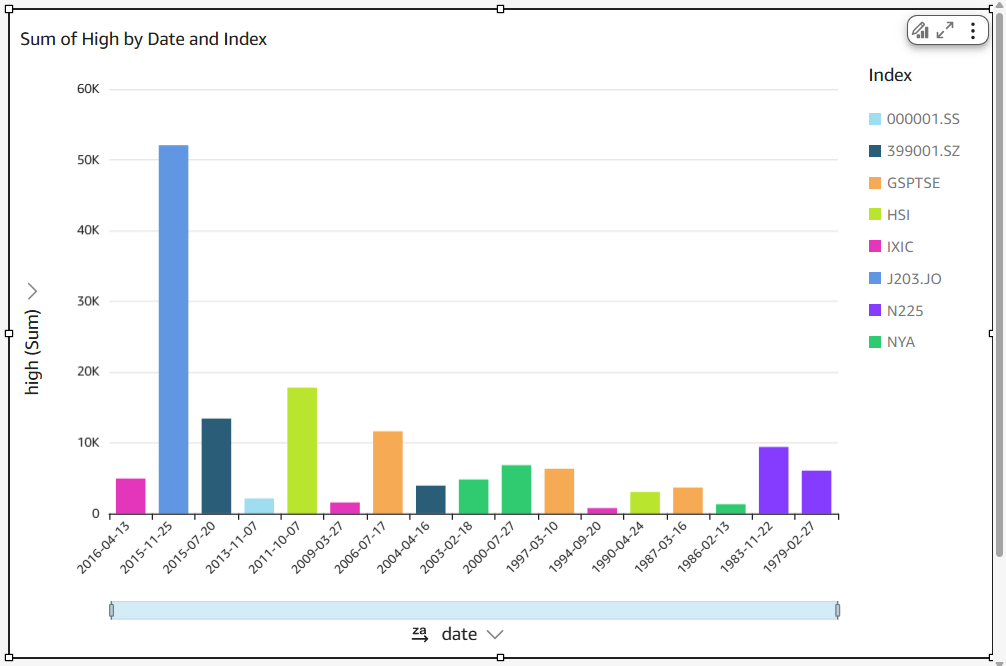 Sum of High by Date and Index
Index
000001.SS
399001.SZ
GSPTSE
HSI
IXIC
J203.JO
N225
NYA
high (Sum)
60K
50K
40K
30K
20K
10K
0
2016-04-13
2015-11-25
2015-07-20
2013-11-07
2011-10-07
2009-03-27
2006-07-17
2004-04-16
2003-02-18
2000-07-27
1997-03-10
1994-09-20
1990-04-24
1987-03-16
1986-02-13
1983-11-22
1979-02-27
za date